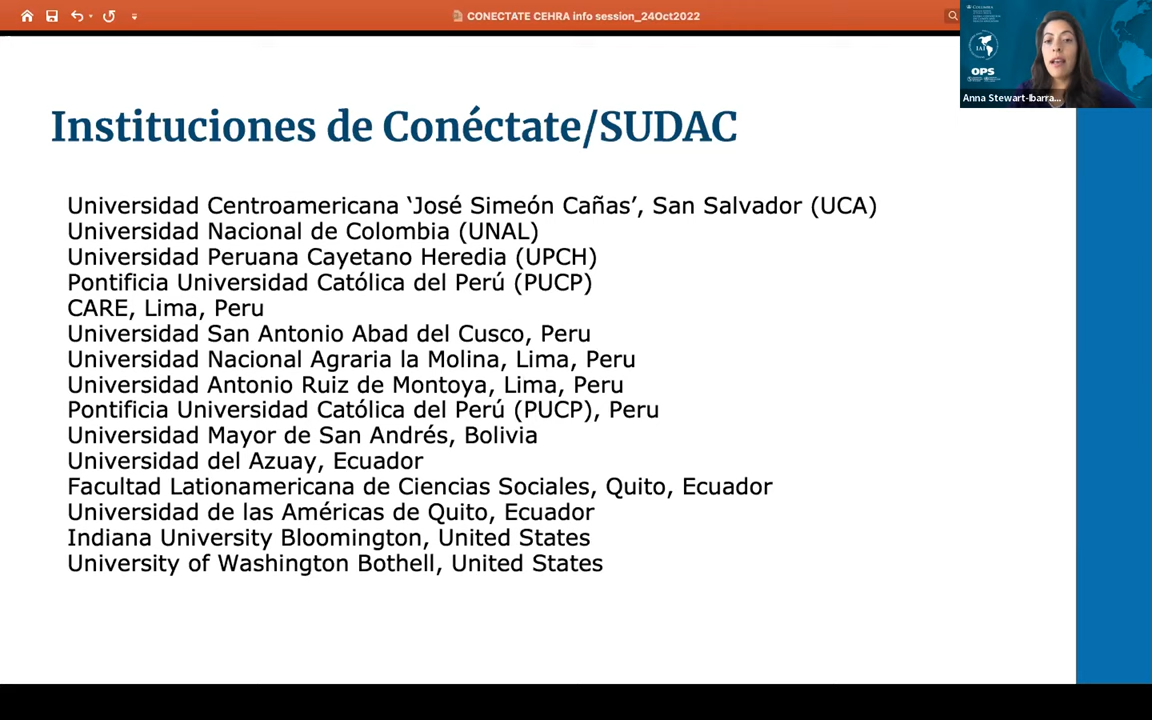 CONECTATE CEHRA info session_24Oct2022
COLUMBIA
IAI
OPS
Anna Stewart-Ibarra...
Instituciones de Conéctate/SUDAC
Universidad Centroamericana ‘José Simeón Cañas’, San Salvador (UCA)
Universidad Nacional de Colombia (UNAL)
Universidad Peruana Cayetano Heredia (UPCH)
Pontificia Universidad Católica del Perú (PUCP)
CARE, Lima, Peru
Universidad San Antonio Abad del Cusco, Peru
Universidad Nacional Agraria la Molina, Lima, Peru
Universidad Antonio Ruiz de Montoya, Lima, Peru
Pontificia Universidad Católica del Perú (PUCP), Peru
Universidad Mayor de San Andrés, Bolivia
Universidad del Azuay, Ecuador
Facultad Lationamericana de Ciencias Sociales, Quito, Ecuador
Universidad de las Américas de Quito, Ecuador
Indiana University Bloomington, United States
University of Washington Bothell, United States